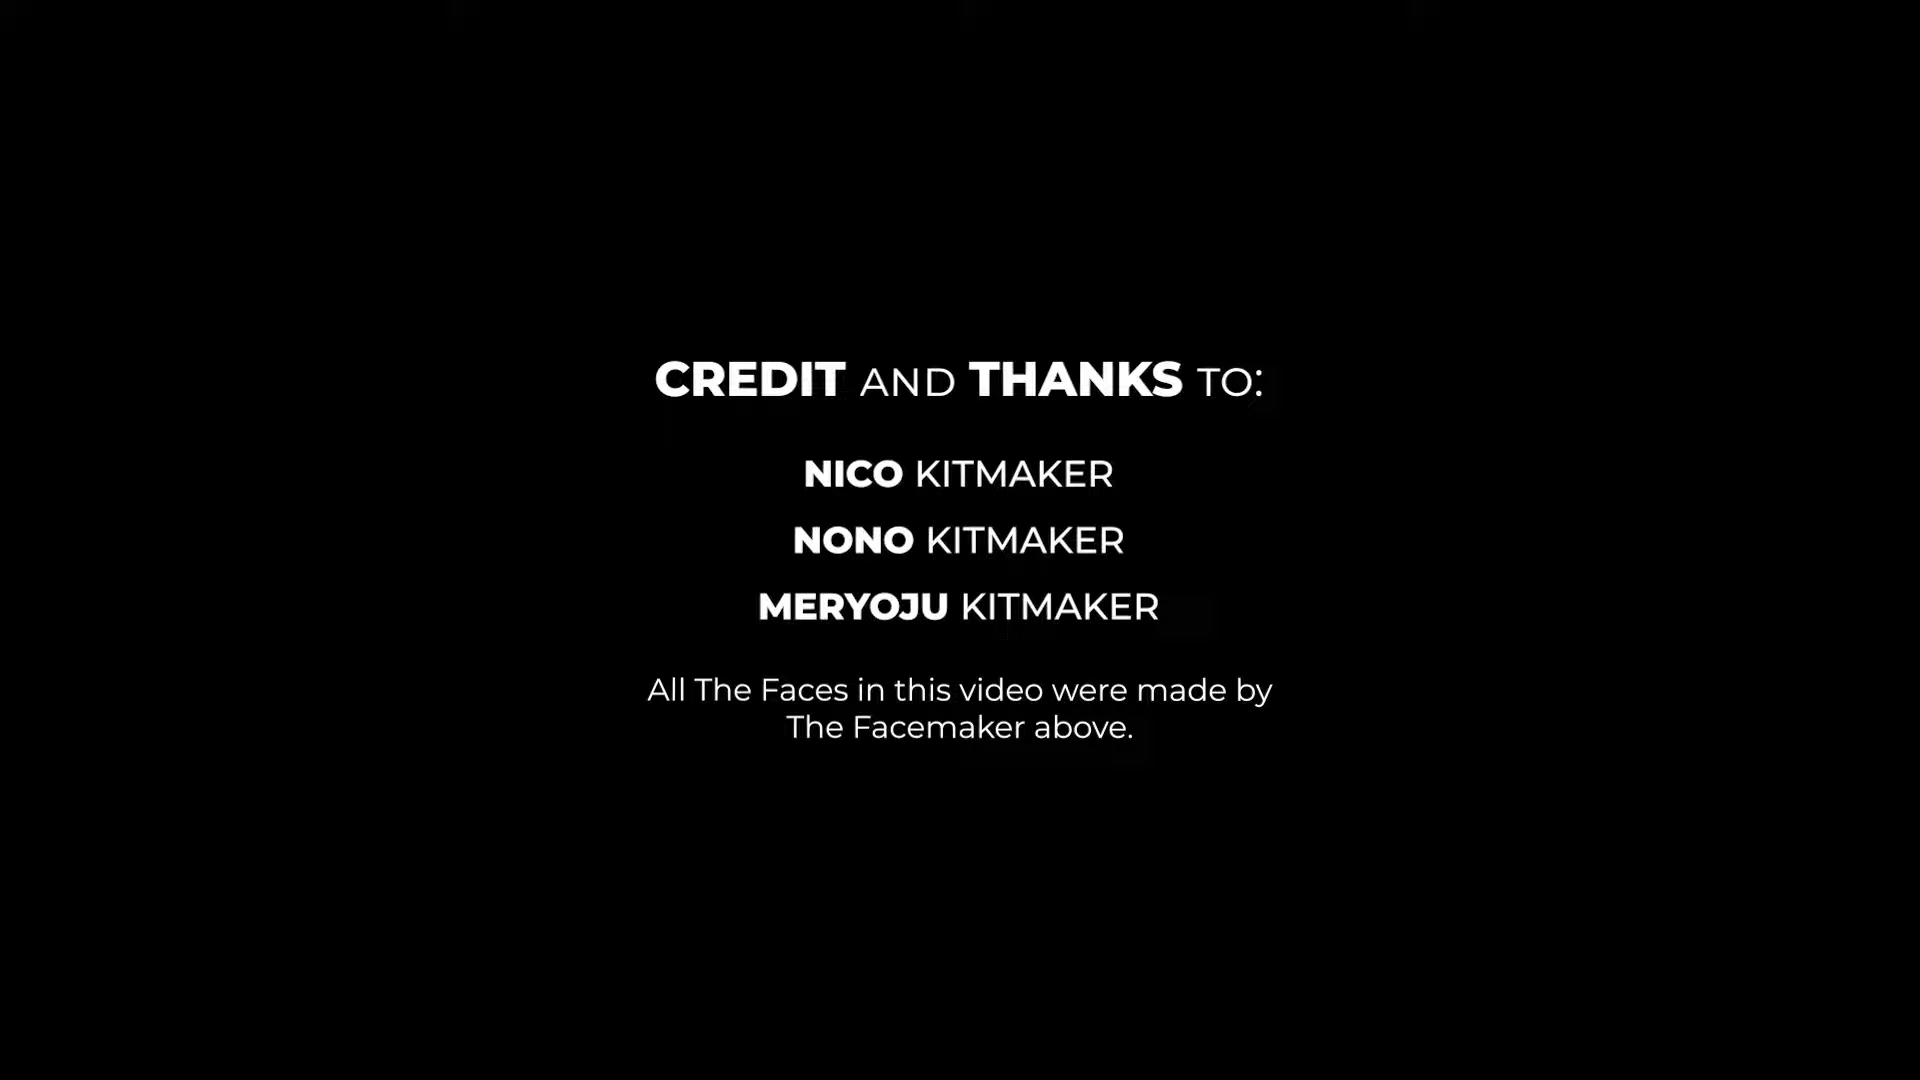 CREDIT AND THANKS TO:
NICO KITMAKER
NONO KITMAKER
MERYOJU KITMAKER
All The Faces in this video were made by
The Facemaker above.